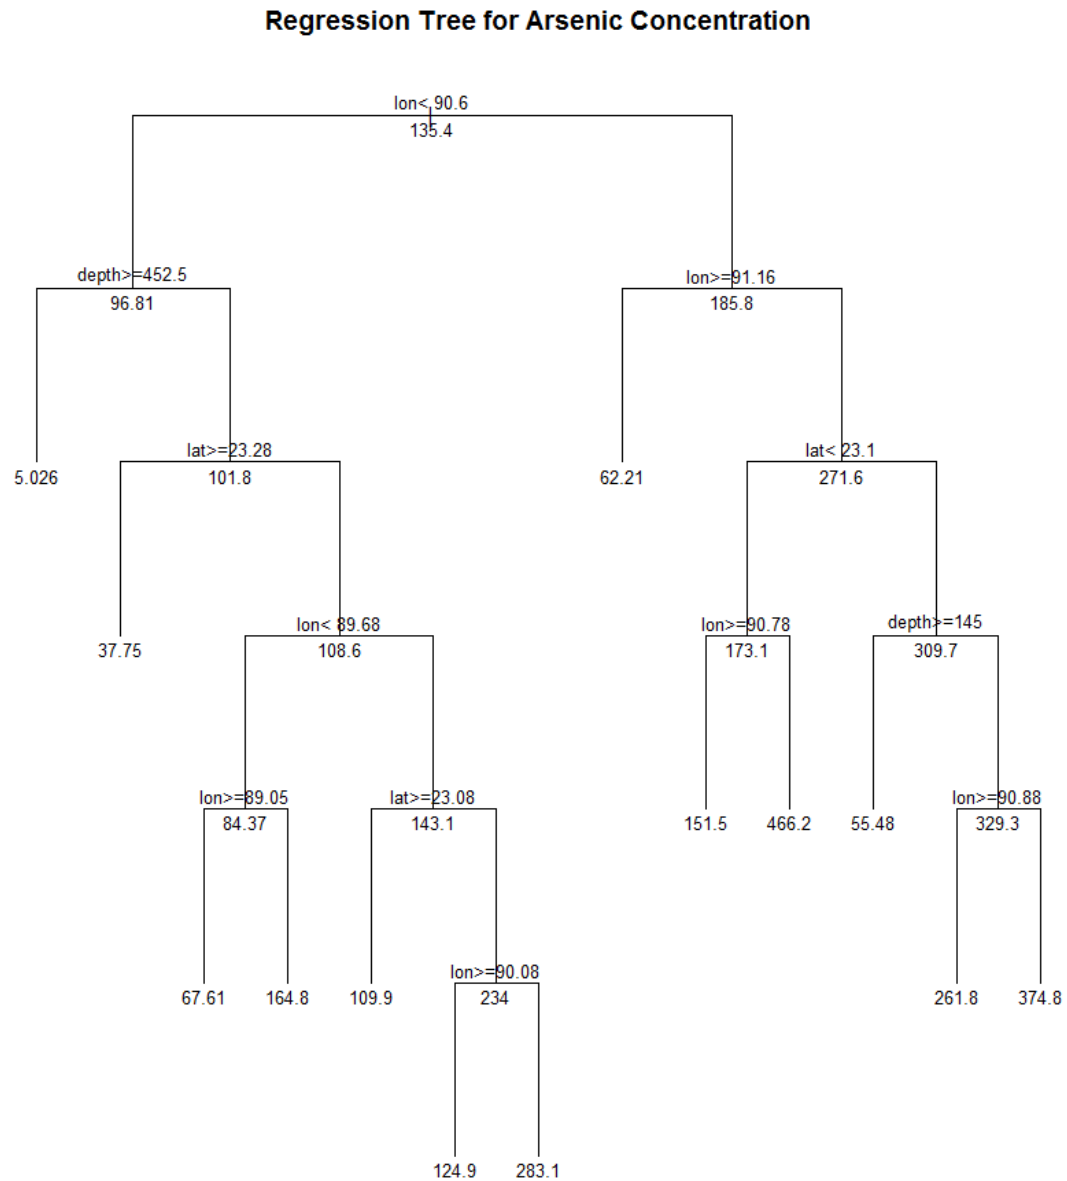 Regression Tree for Arsenic Concentration
lon< 90.6
135.4
depth>=452.5
96.81
lon>=91.16
185.8
5.026
lat>=23.28
101.8
62.21
lat< 23.1
271.6
37.75
lon< 89.68
108.6
lon>=90.78
173.1
depth>=145
309.7
lon>=89.05
84.37
lat>=23.08
143.1
151.5
466.2
55.48
lon>=90.88
329.3
67.61
164.8
109.9
lon>=90.08
234
261.8
374.8
124.9
283.1